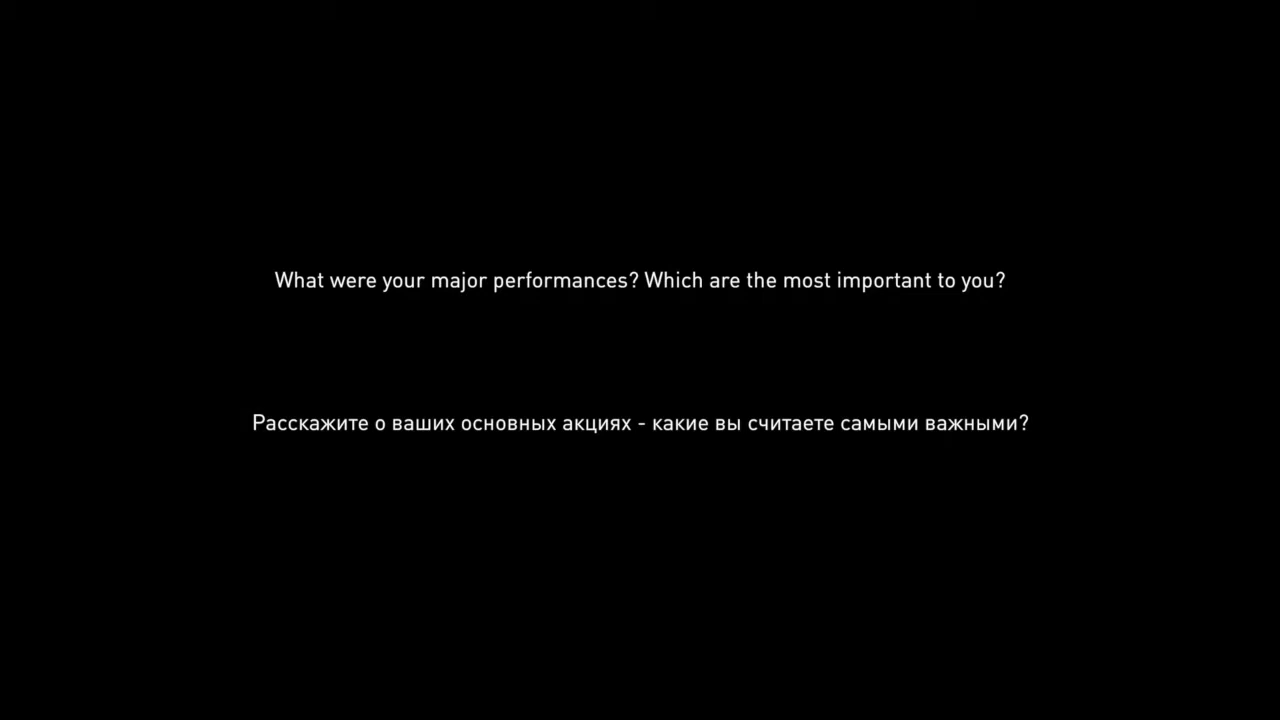 What were your major performances? Which are the most important to you?
Расскажите о ваших основных акциях - какие вы считаете самыми важными?